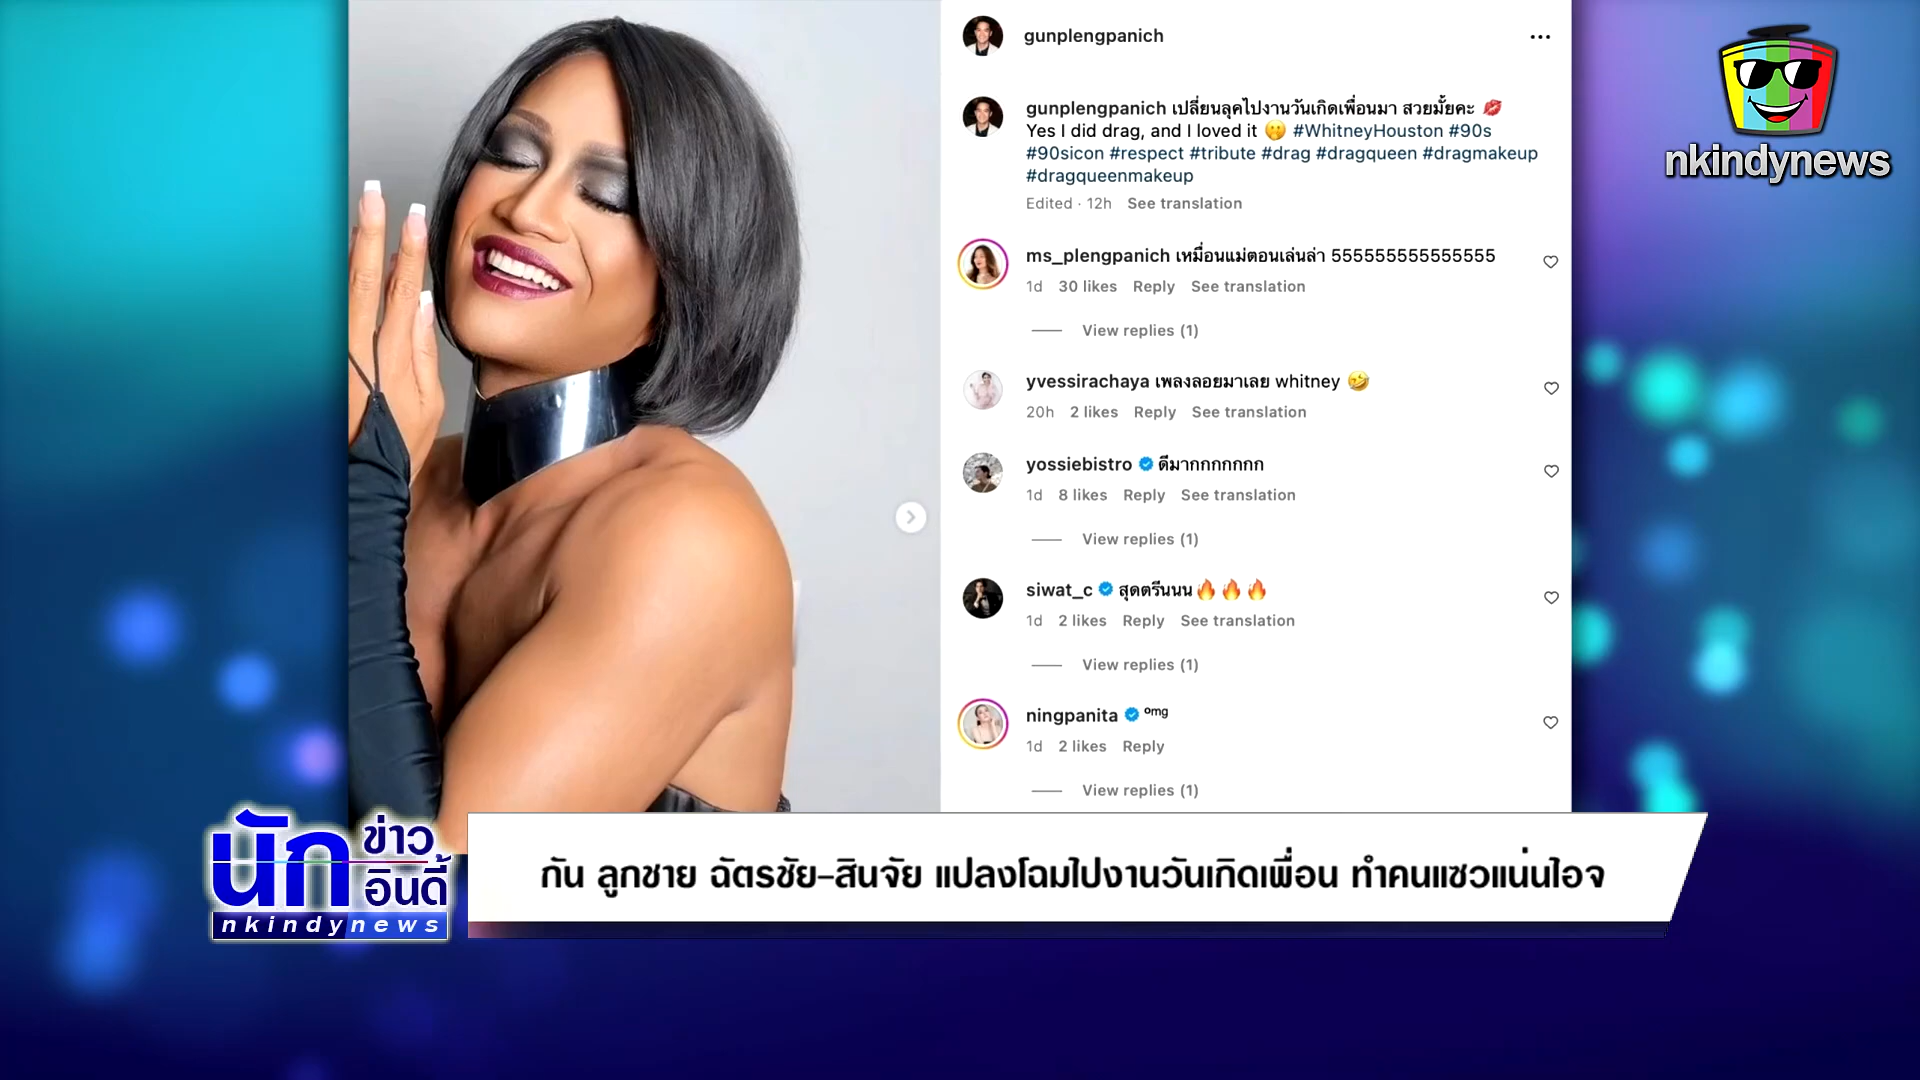 gunplengpanich
gunplengpanich เปลี่ยนลุคไปงานวันเกิดเพื่อนมา สวยมั้ยคะ 💋
Yes I did drag, and I loved it 🤫 #WhitneyHouston #90s
#90sicon #respect #tribute #drag #dragqueen #dragmakeup
#dragqueenmakeup
Edited · 12h See translation
ms_plengpanich เหมื่อนแม่ตอนเล่นล่า 555555555555555
1d 30 likes Reply See translation
View replies (1)
yvessirachaya เพลงลอยมาเลย whitney 🤣
20h 2 likes Reply See translation
yossiebistro ดีมากกกกกกก
1d 8 likes Reply See translation
View replies (1)
siwat_c สุดตรีนนน🔥🔥🔥
1d 2 likes Reply See translation
View replies (1)
ningpanita ᵒᵐᵍ
1d 2 likes Reply
View replies (1)
nkindynews
นักข่าวอินดี้
nkindynews
กัน ลูกชาย ฉัตรชัย-สินจัย แปลงโฉมไปงานวันเกิดเพื่อน ทำคนแซวแน่นไอจ